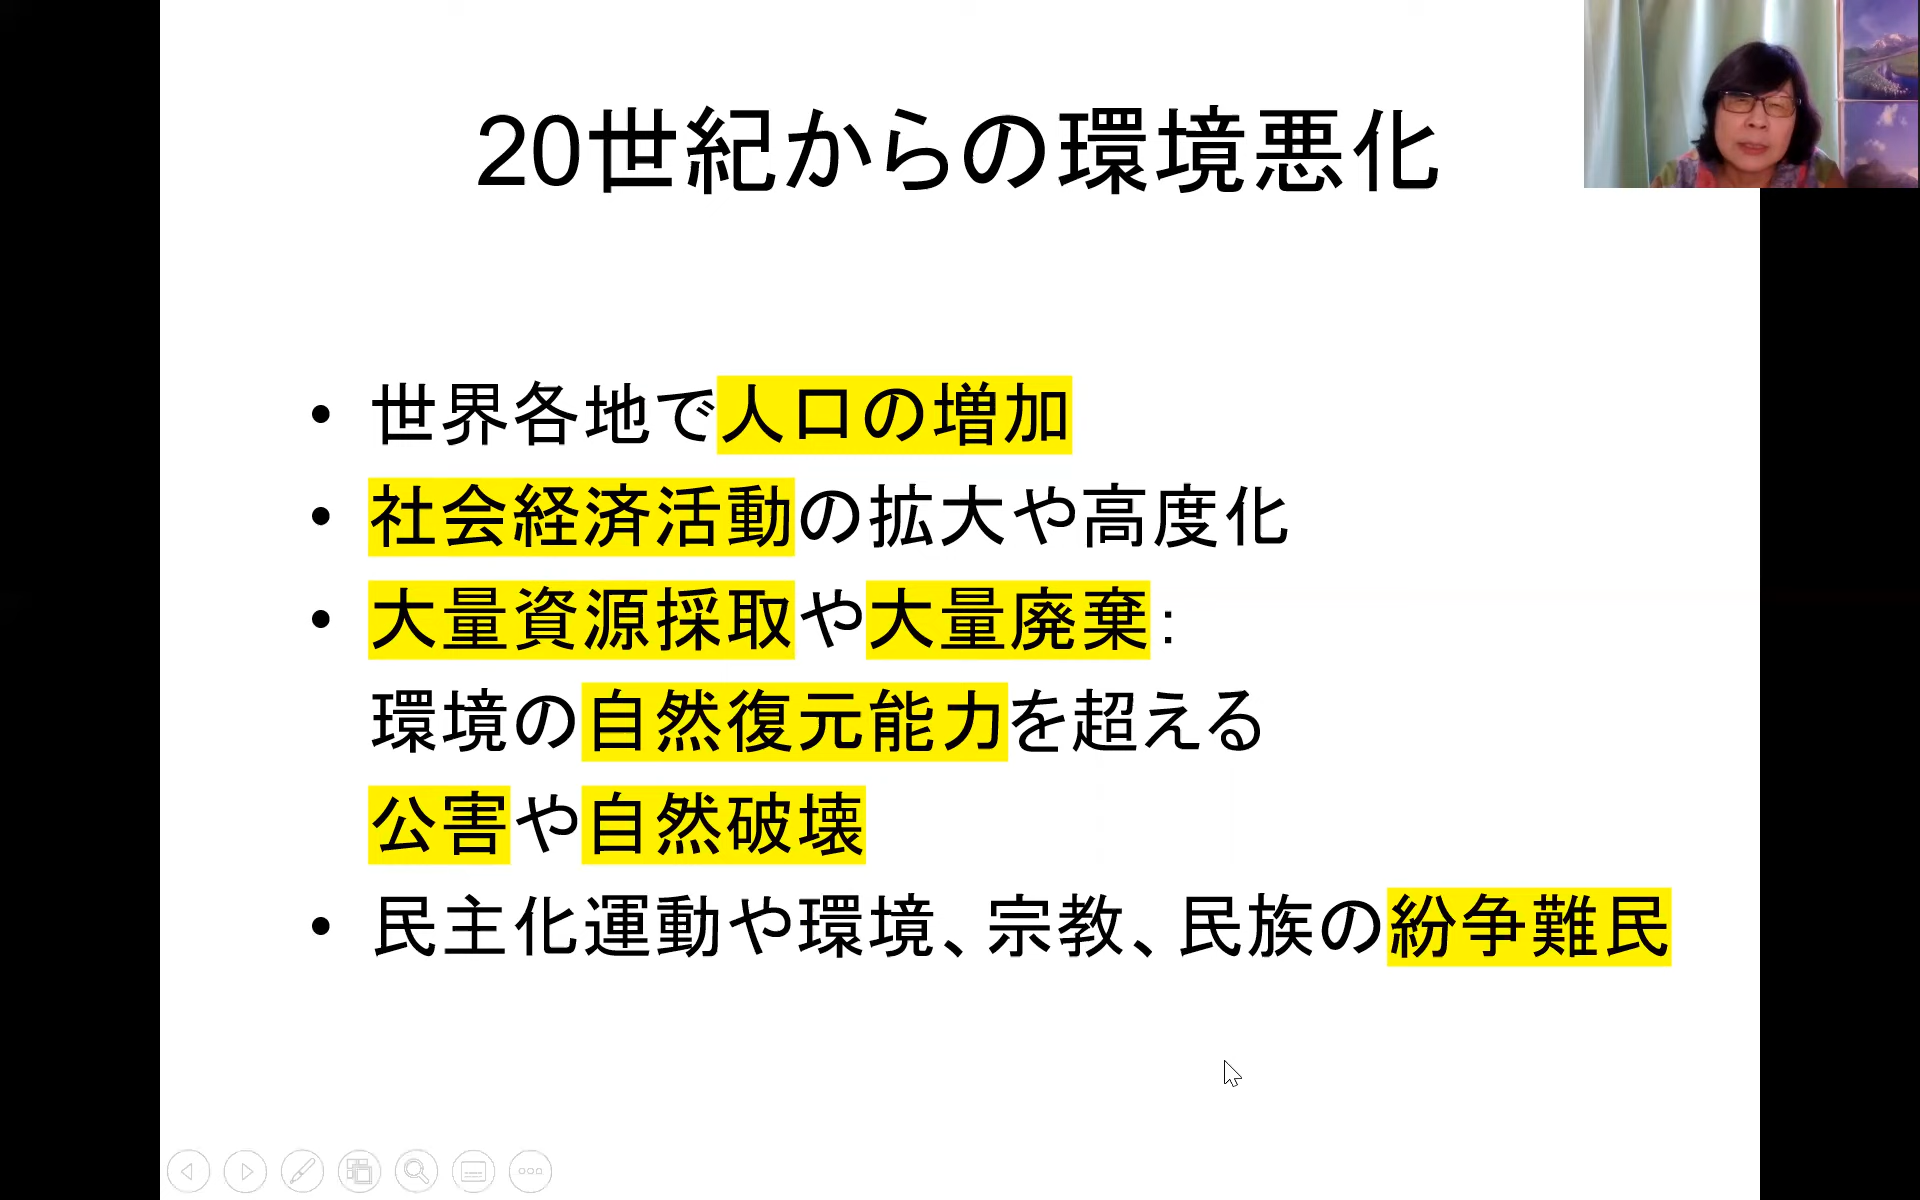 20世紀からの環境悪化
• 世界各地で人口の増加
• 社会経済活動の拡大や高度化
• 大量資源採取や大量廃棄：
環境の自然復元能力を超える
公害や自然破壊
• 民主化運動や環境、宗教、民族の紛争難民